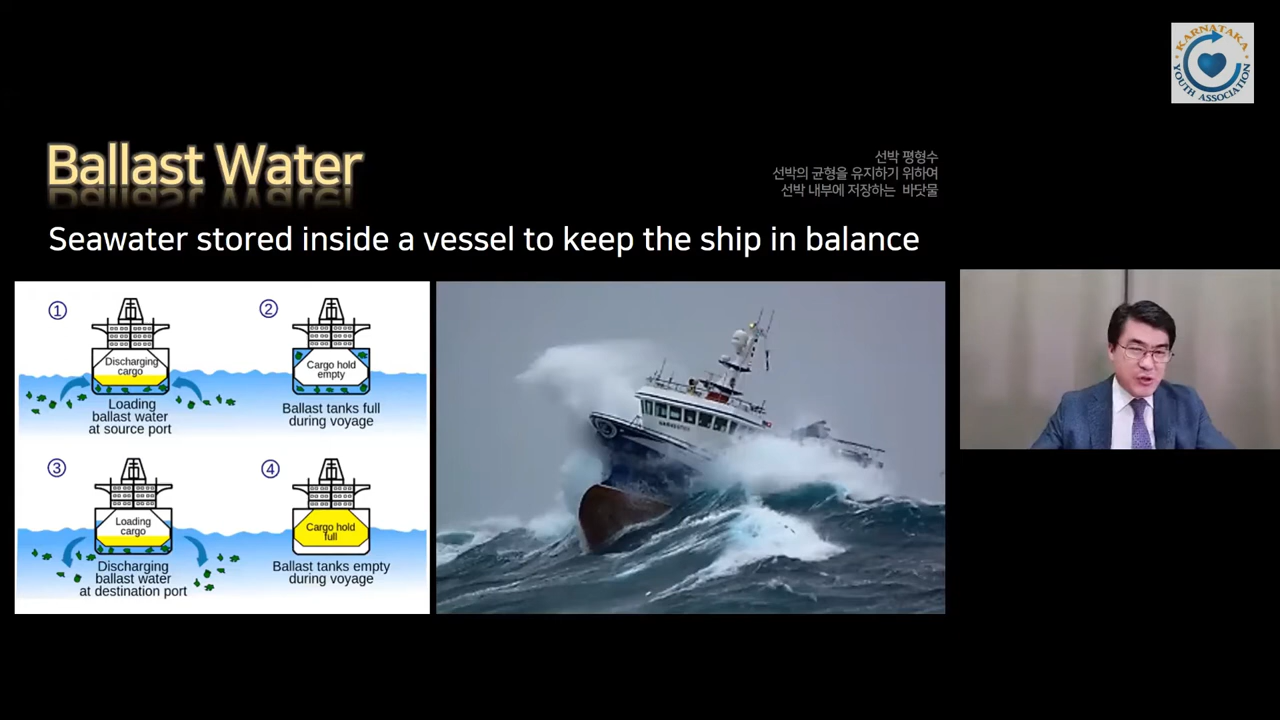 KARNATAKA
YOUTH ASSOCIATION
Ballast Water
선박 평형수
선박의 균형을 유지하기 위하여
선박 내부에 저장하는 바닷물
Seawater stored inside a vessel to keep the ship in balance
①
Discharging
cargo
Loading
ballast water
at source port
②
Cargo hold
empty
Ballast tanks full
during voyage
③
Loading
cargo
Discharging
ballast water
at destination port
④
Cargo hold
full
Ballast tanks empty
during voyage